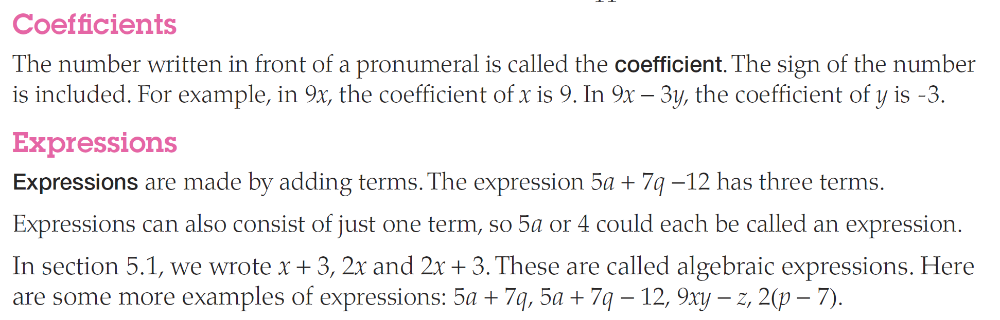 Coefficients
The number written in front of a pronumeral is called the coefficient. The sign of the number
is included. For example, in 9x, the coefficient of x is 9. In 9x – 3y, the coefficient of y is -3.
Expressions
Expressions are made by adding terms. The expression 5a + 7q –12 has three terms.
Expressions can also consist of just one term, so 5a or 4 could each be called an expression.
In section 5.1, we wrote x + 3, 2x and 2x + 3. These are called algebraic expressions. Here
are some more examples of expressions: 5a + 7q, 5a + 7q – 12, 9xy – z, 2(p – 7).